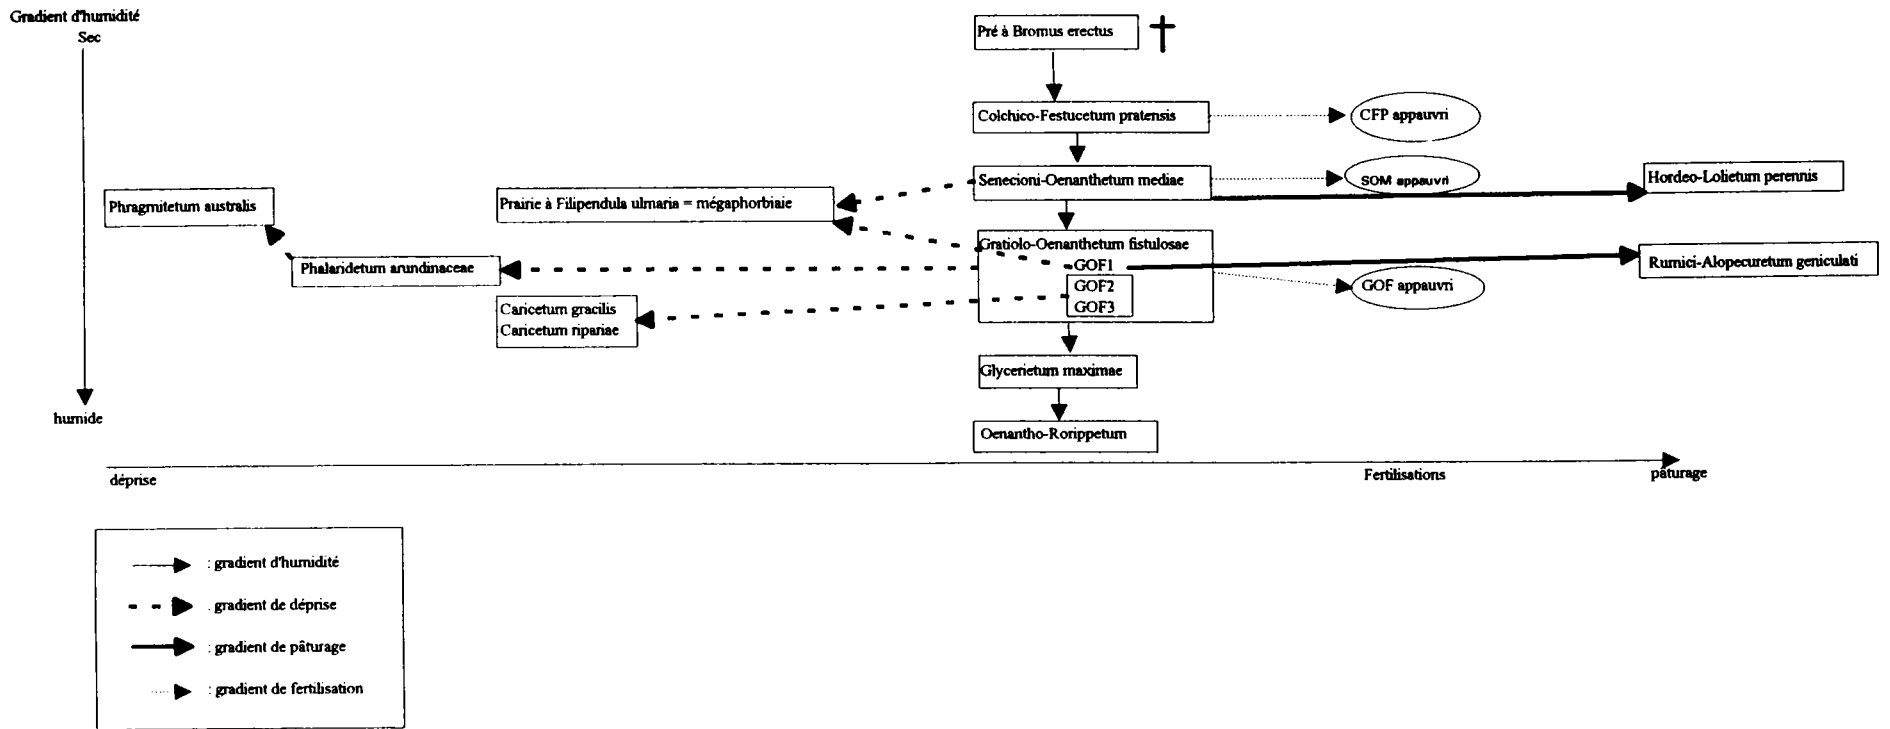 Gradient d'humidité
Sec
Pré à Bromus erectus
Colchico-Festucetum pratensis
CFP appauvri
Senecioni-Oenanthetum mediae
SOM appauvri
Hordeo-Lolietum perennis
Phragmitetum australis
Prairie à Filipendula ulmaria = mégaphorbiaie
Gratiolo-Oenanthetum fistulosae
GOF1
GOF2
GOF3
Phalaridetum arundinaceae
GOF appauvri
Rumici-Alopecuretum geniculati
Caricetum gracilis
Caricetum ripariae
Glycerietum maximae
humide
Oenantho-Rorippetum
déprise
Fertilisations
pâturage
: gradient d'humidité
: gradient de déprise
: gradient de pâturage
: gradient de fertilisation